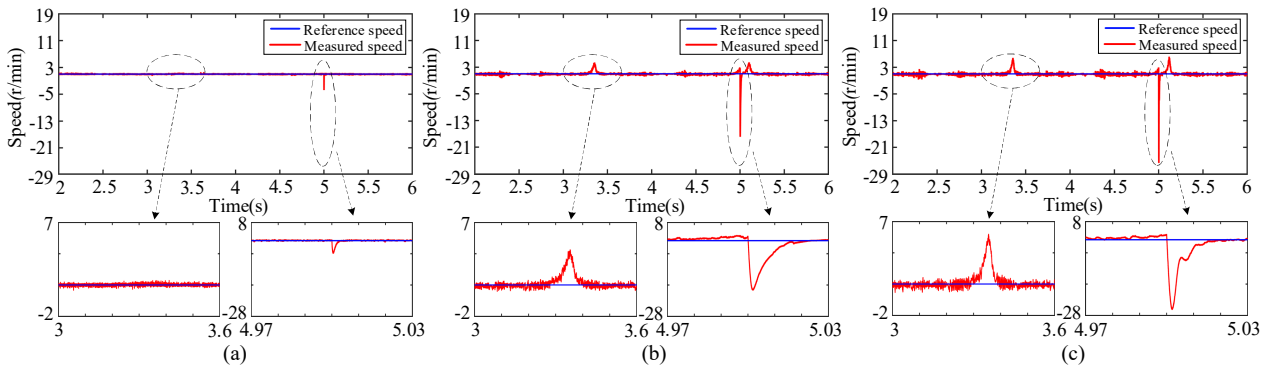 19
11
3
-5
-13
-21
-29
Speed(r/min)
Reference speed
Measured speed
2 2.5 3 3.5 4 4.5 5 5.5 6
Time(s)
7
-2
3 3.6
8
-28
4.97 5.03
(a)
19
11
3
-5
-13
-21
-29
Speed(r/min)
Reference speed
Measured speed
2 2.5 3 3.5 4 4.5 5 5.5 6
Time(s)
7
-2
3 3.6
8
-28
4.97 5.03
(b)
19
11
3
-5
-13
-21
-29
Speed(r/min)
Reference speed
Measured speed
2 2.5 3 3.5 4 4.5 5 5.5 6
Time(s)
7
-2
3 3.6
8
-28
4.97 5.03
(c)